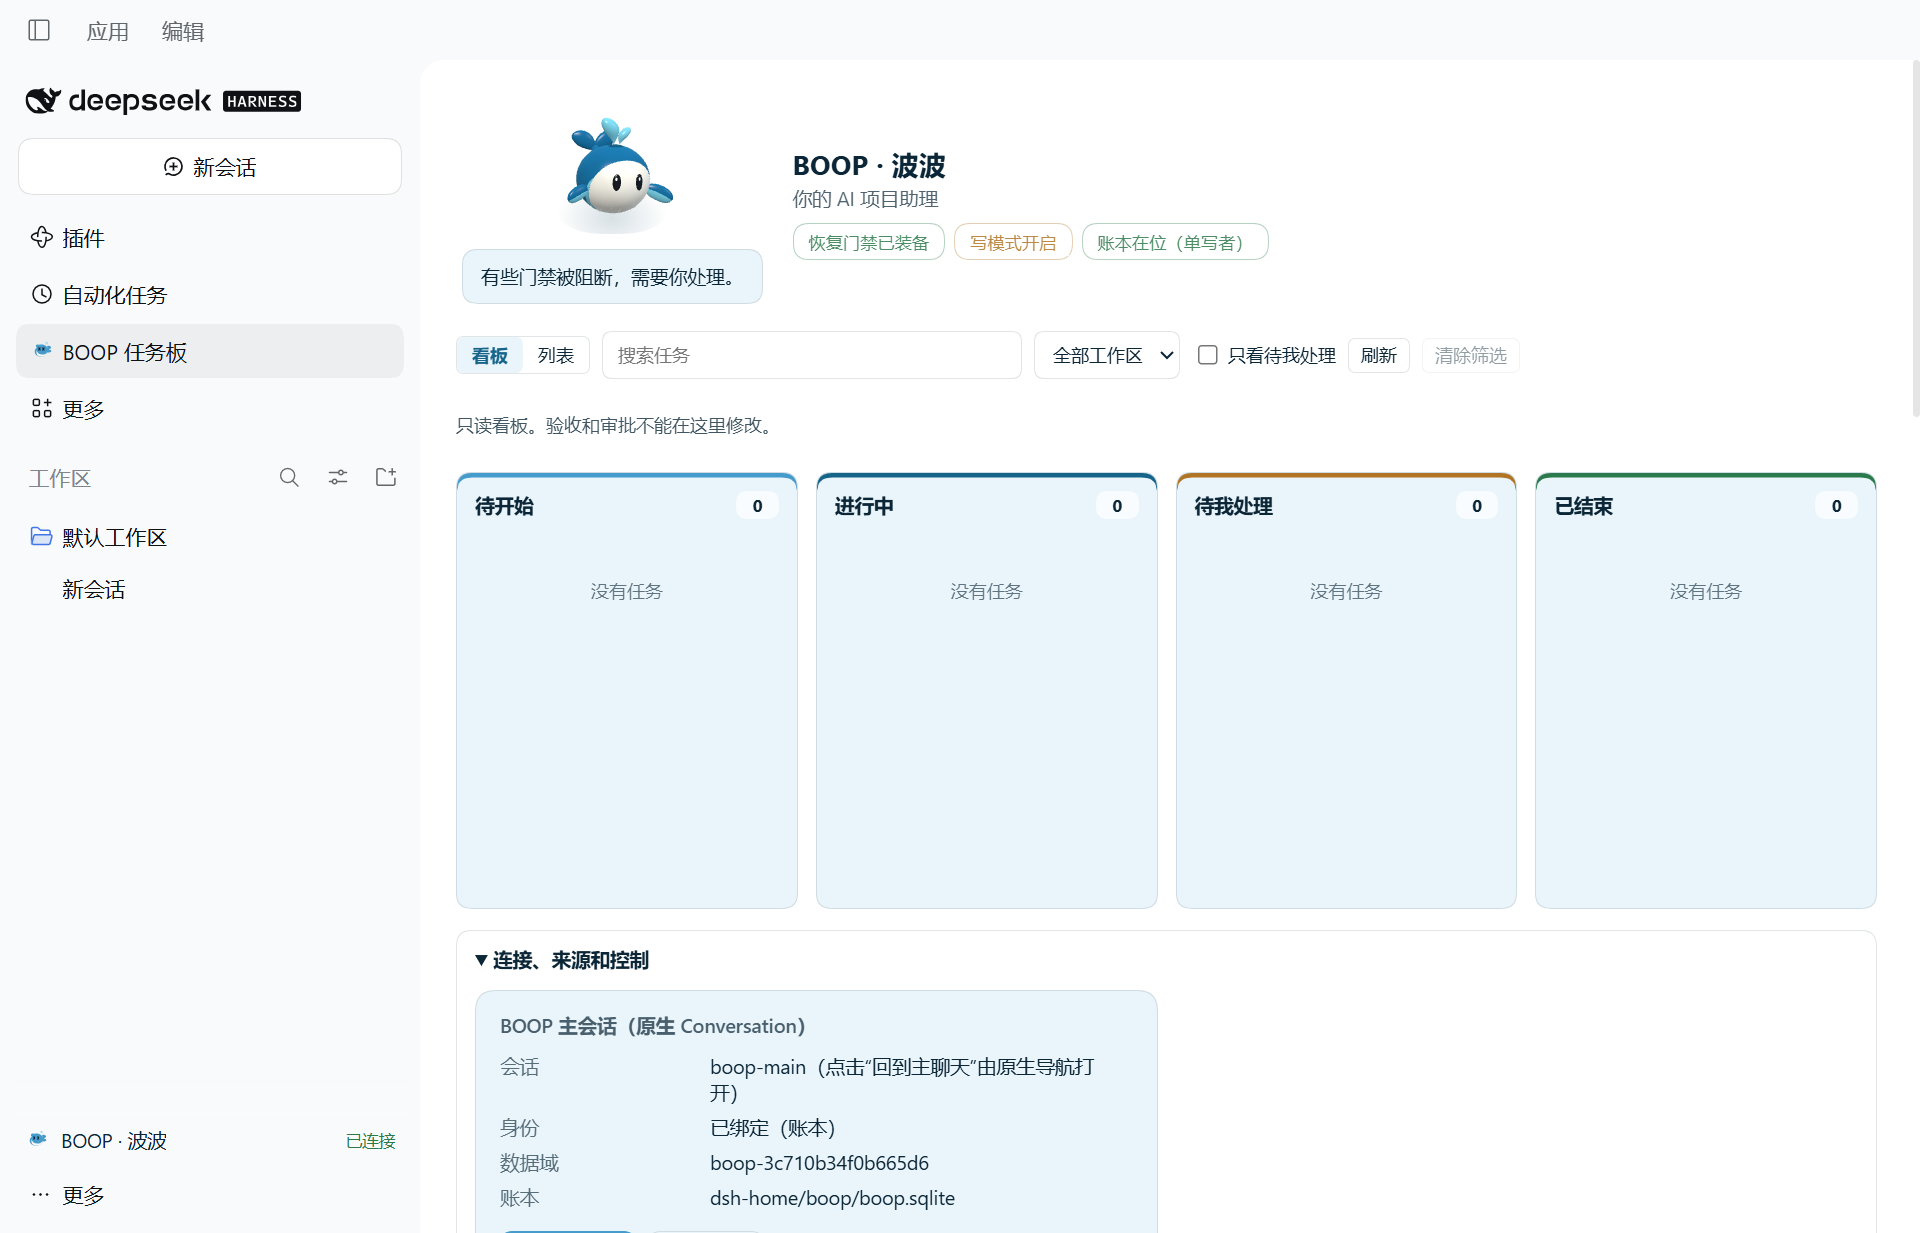 应用 编辑
deepseek HARNESS
新会话
插件
自动化任务
BOOP 任务板
更多
工作区
默认工作区
新会话
BOOP · 波波 已连接
更多
BOOP · 波波
你的 AI 项目助理
恢复门禁已装备 写模式开启 账本在位（单写者）
有些门禁被阻断，需要你处理。
看板 列表 搜索任务 全部工作区 只看待我处理 刷新 清除筛选
只读看板。验收和审批不能在这里修改。
待开始 0
没有任务
进行中 0
没有任务
待我处理 0
没有任务
已结束 0
没有任务
连接、来源和控制
BOOP 主会话（原生 Conversation）
会话 boop-main（点击“回到主聊天”由原生导航打
开）
身份 已绑定（账本）
数据域 boop-3c710b34f0b665d6
账本 dsh-home/boop/boop.sqlite